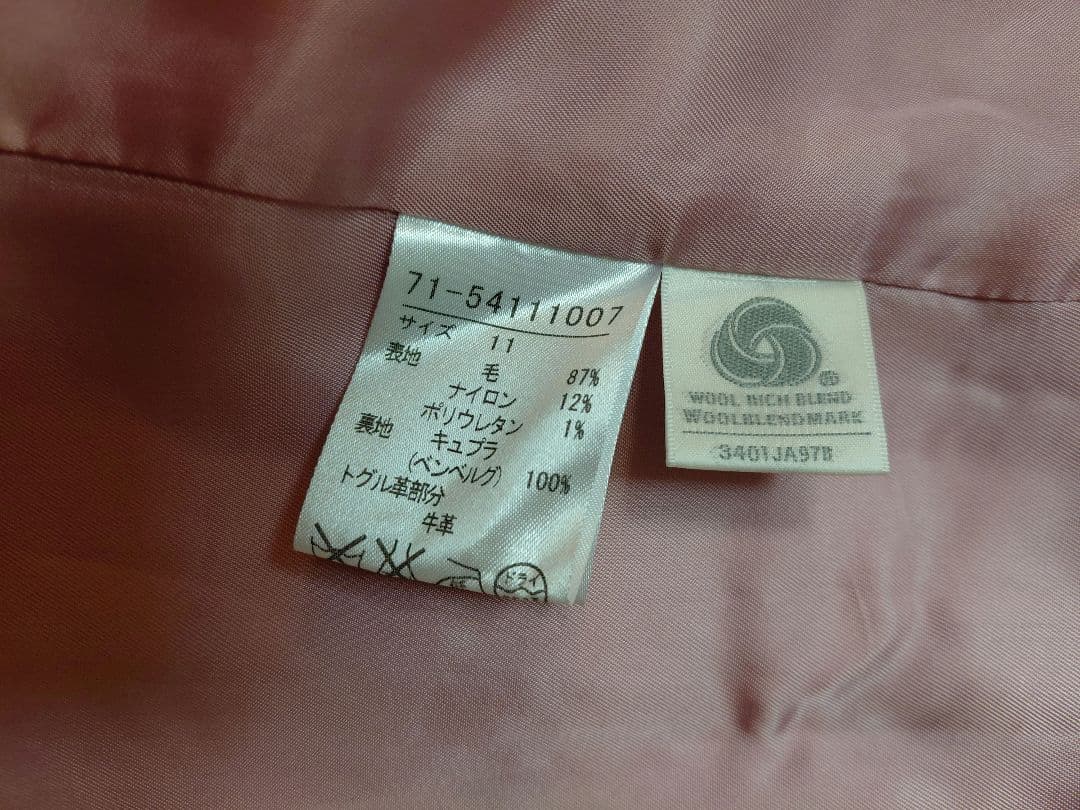 71-54111007
サイズ 11
表地 毛 87%
ナイロン 12%
ポリウレタン 1%
裏地 キュプラ
(ベンベルグ) 100%
トグル革部分
牛革
ドライ
WOOL RICH BLEND
WOOLBLENDMARK
3401JA978